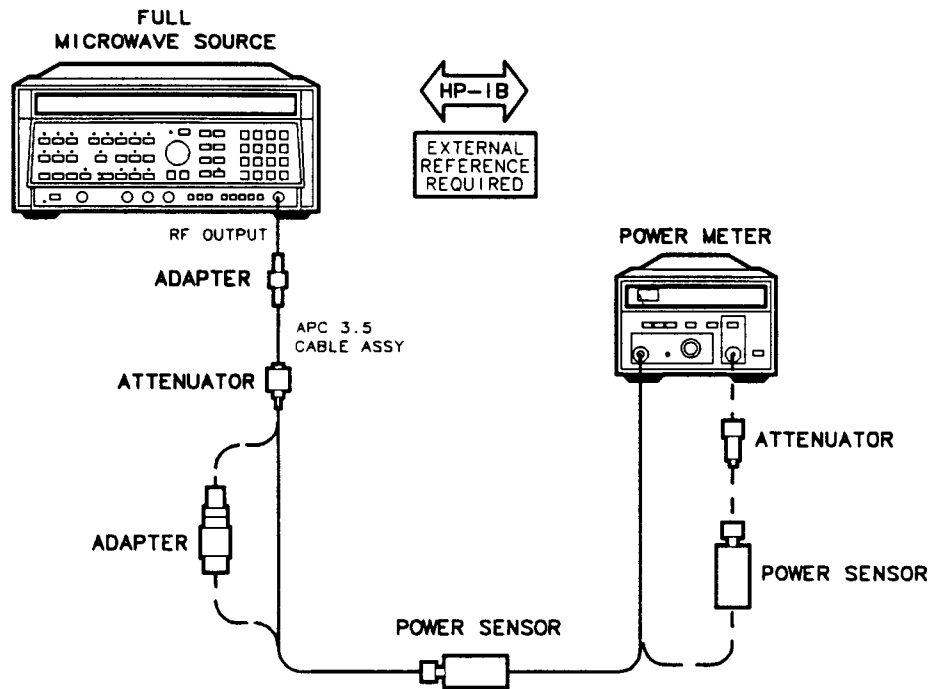 FULL
MICROWAVE SOURCE
HP-IB
EXTERNAL
REFERENCE
REQUIRED
RF OUTPUT
POWER METER
ADAPTER
APC 3.5
CABLE ASSY
ATTENUATOR
ATTENUATOR
ADAPTER
POWER SENSOR
POWER SENSOR